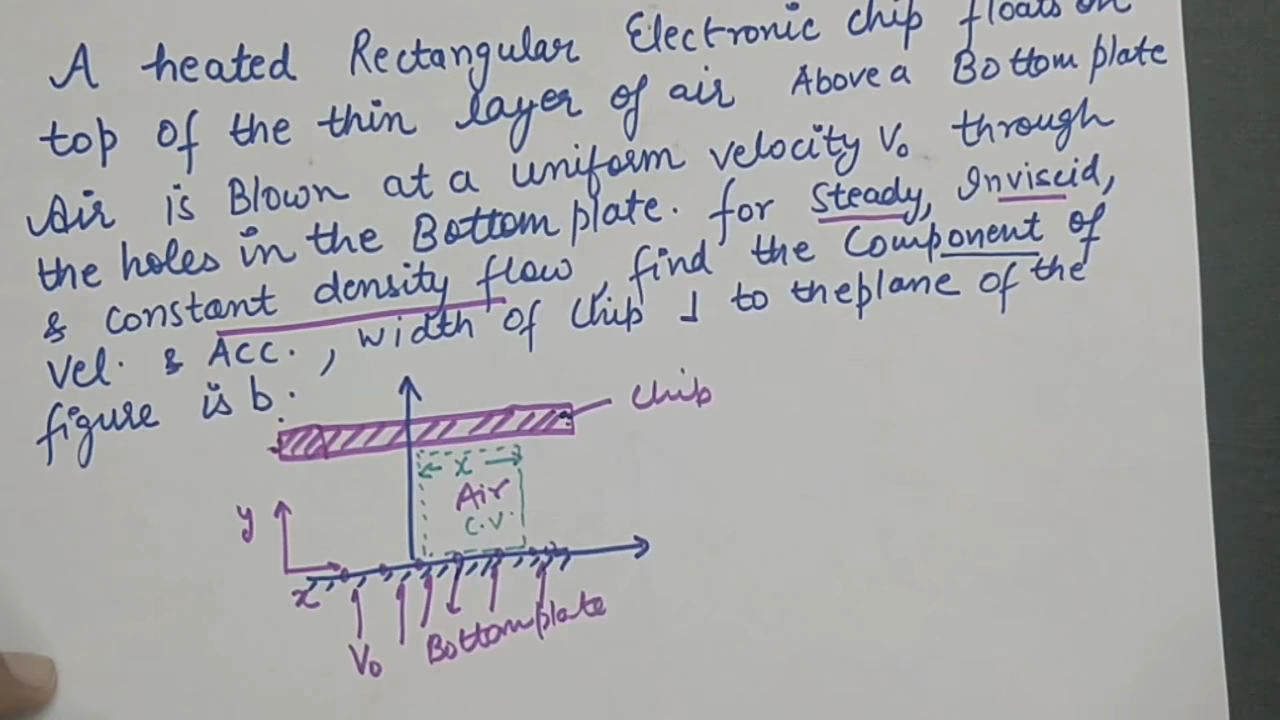 A heated Rectangular Electronic chip floats on
top of the thin layer of air Above a Bottom plate
Air is Blown at a uniform velocity V₀ through
the holes in the Bottom plate. for steady, Inviscid,
& constant density flow, find the Component of
Vel. & Acc., width of Chip ⊥ to the plane of the
figure is b.
Chip
x
Air
C.V.
y
x
V₀
Bottom plate